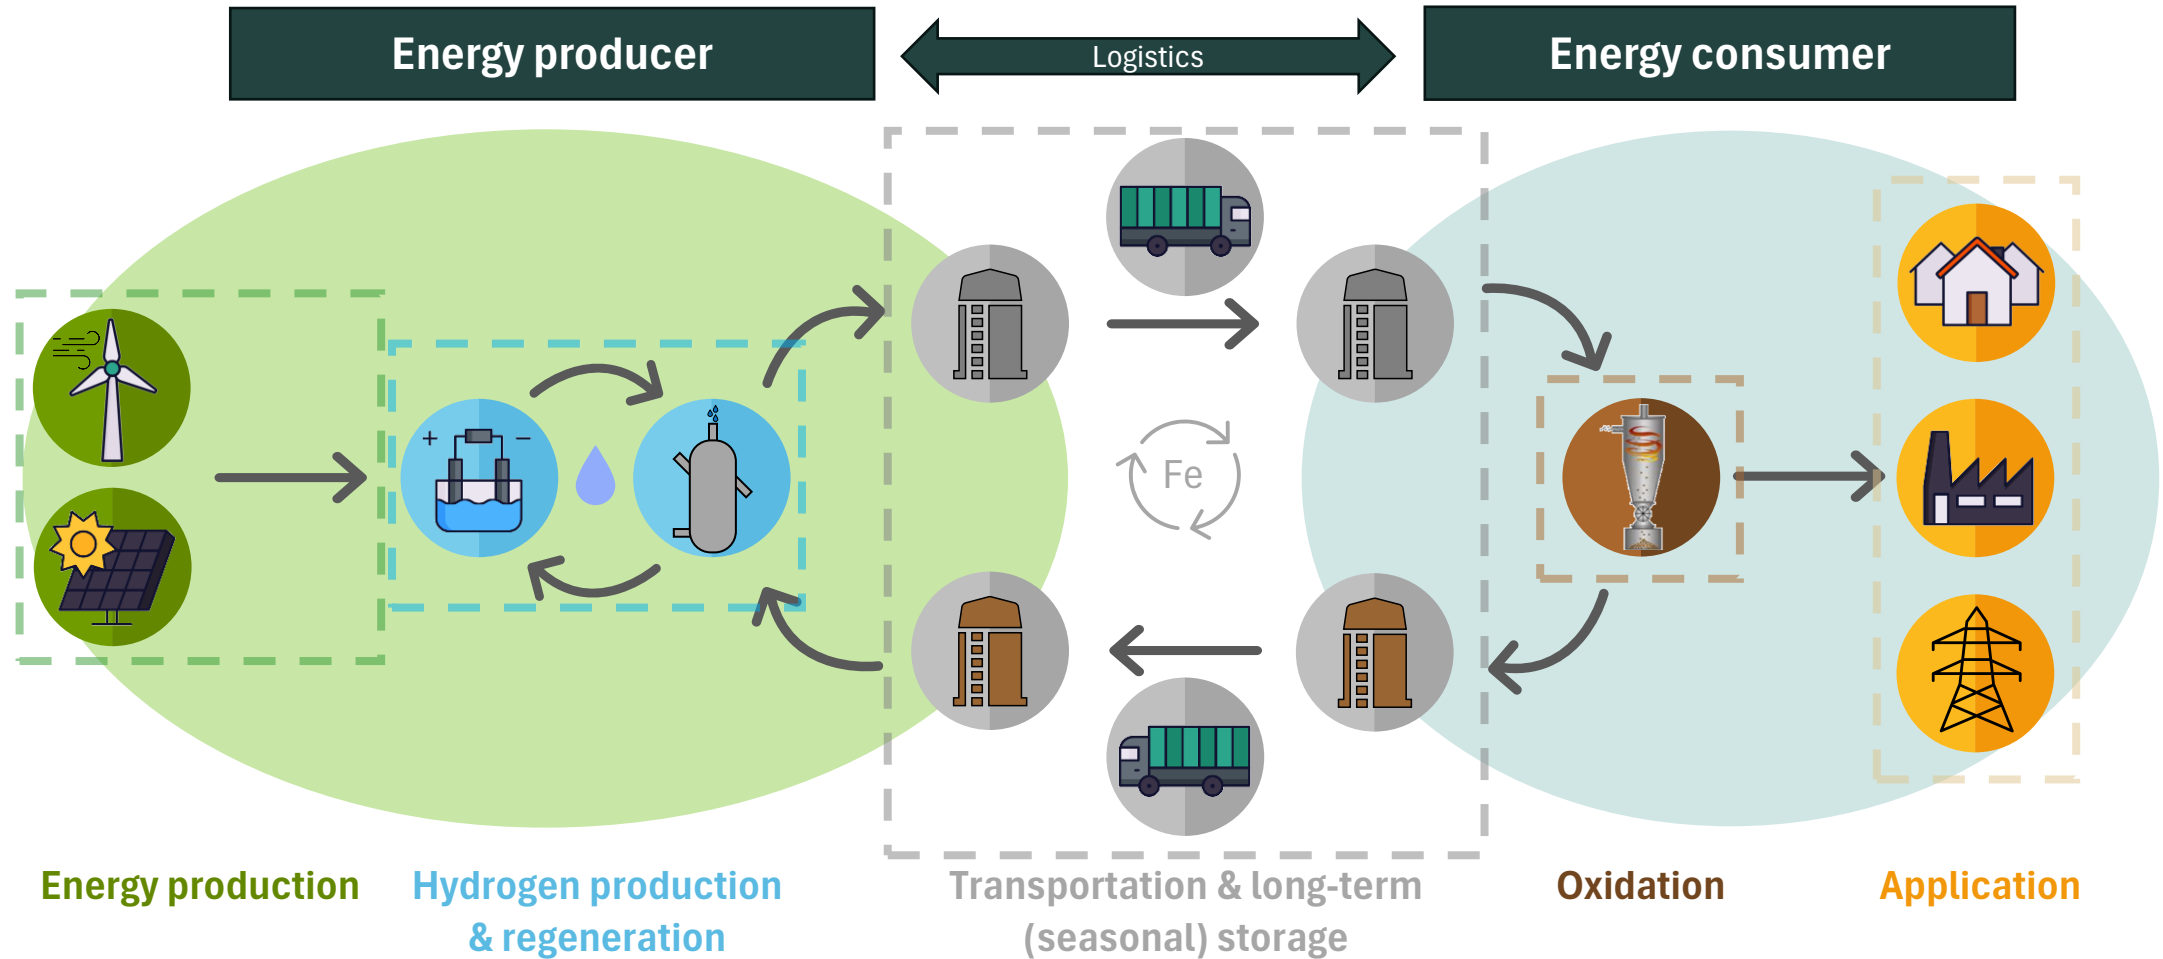 Energy producer
Logistics
Energy consumer
+ −
Fe
Energy production
Hydrogen production
& regeneration
Transportation & long-term
(seasonal) storage
Oxidation
Application